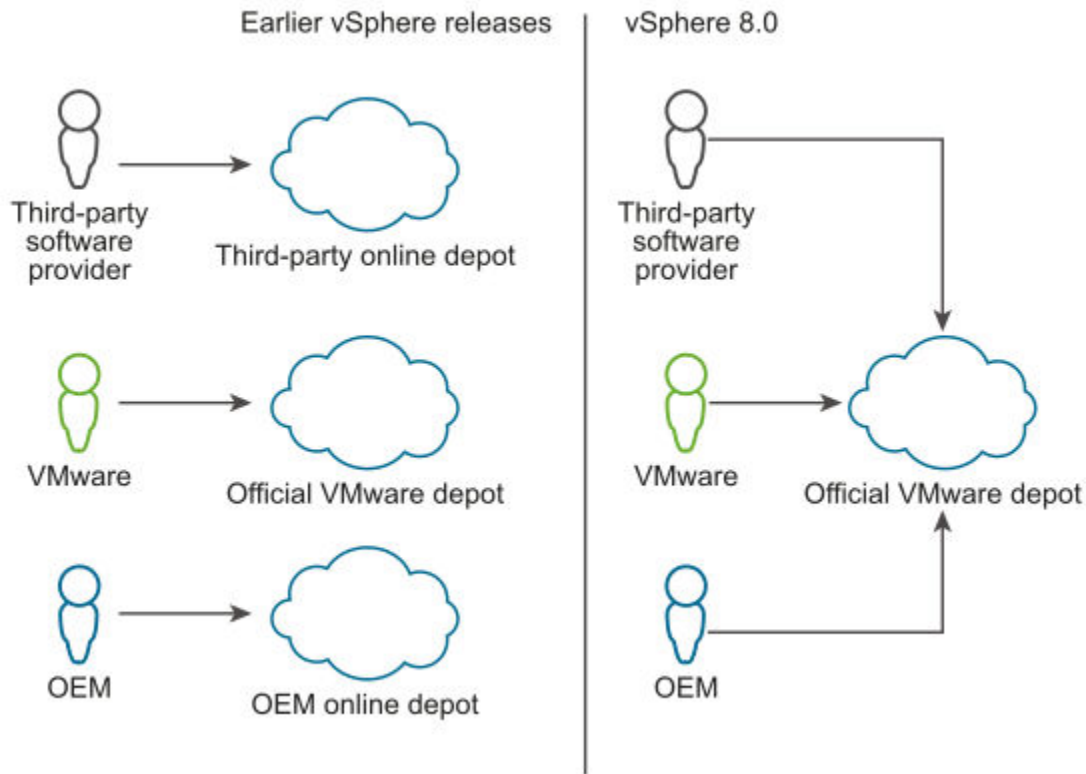 Earlier vSphere releases
Third-party
software
provider
Third-party online depot
VMware
Official VMware depot
OEM
OEM online depot
vSphere 8.0
Third-party
software
provider
VMware
Official VMware depot
OEM